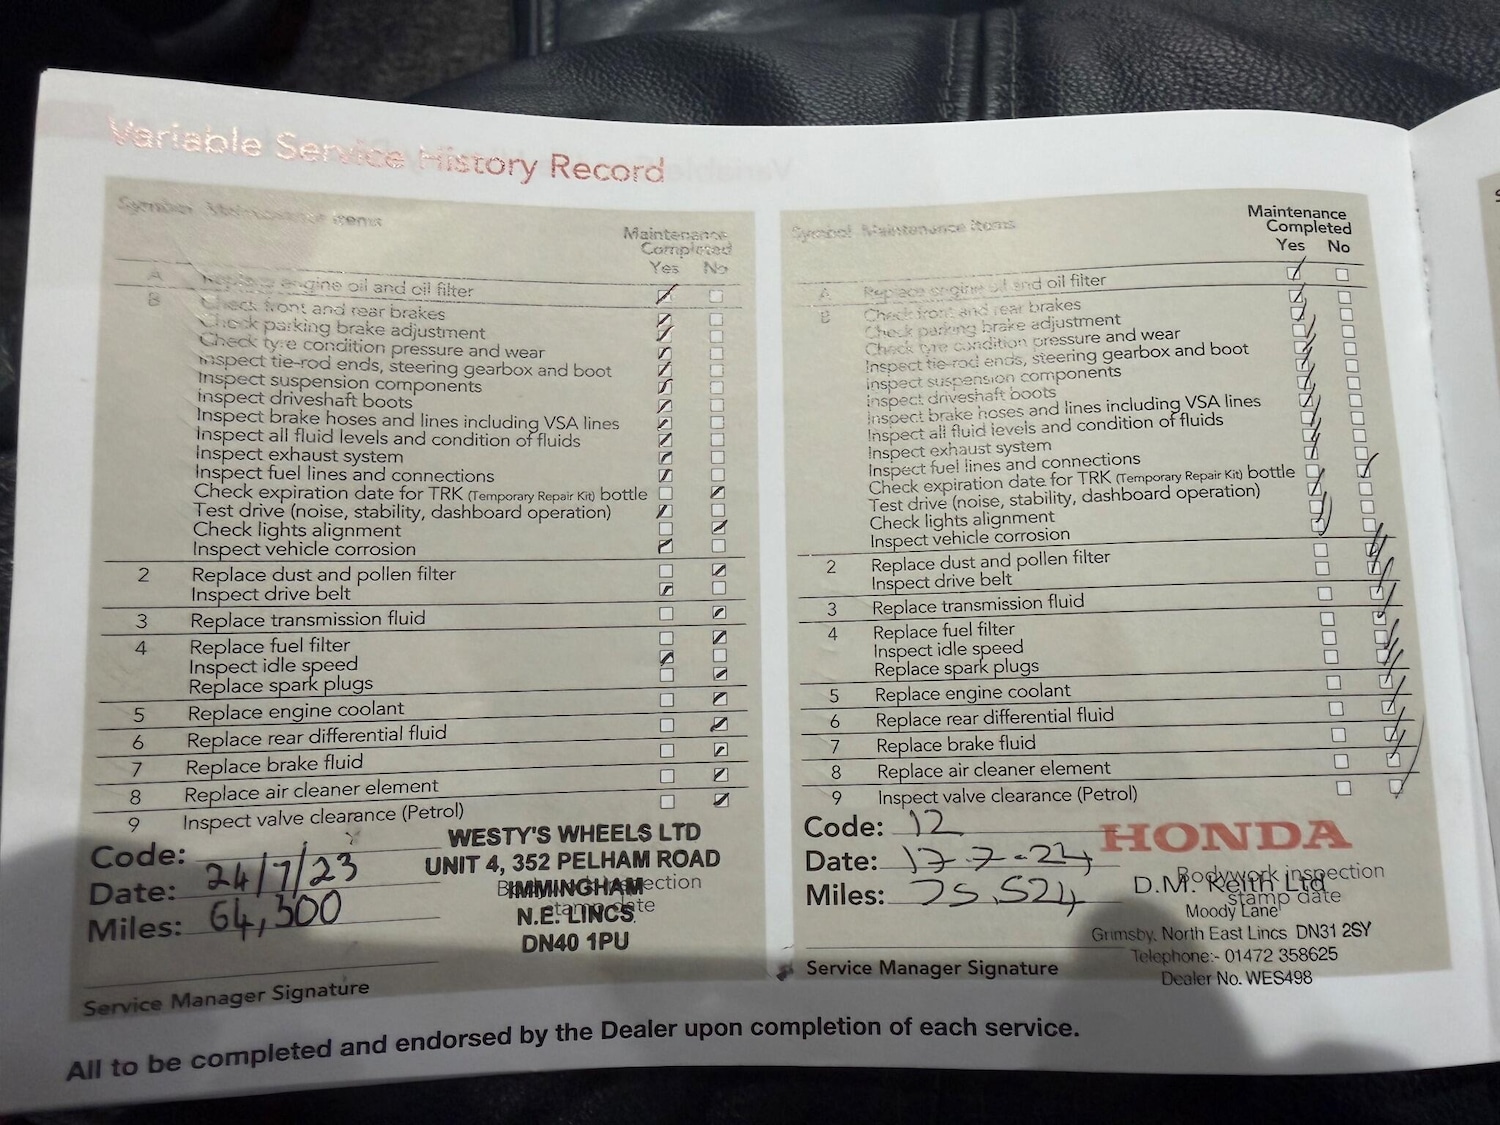 Variable Service History Record
Symbol Maintenance Items
Maintenance
Completed
Yes No
A Replace engine oil and oil filter
B Check front and rear brakes
Check parking brake adjustment
Check tyre condition pressure and wear
Inspect tie-rod ends, steering gearbox and boot
Inspect suspension components
Inspect driveshaft boots
Inspect brake hoses and lines including VSA lines
Inspect all fluid levels and condition of fluids
Inspect exhaust system
Inspect fuel lines and connections
Check expiration date for TRK (Temporary Repair Kit) bottle
Test drive (noise, stability, dashboard operation)
Check lights alignment
Inspect vehicle corrosion
2 Replace dust and pollen filter
Inspect drive belt
3 Replace transmission fluid
4 Replace fuel filter
Inspect idle speed
Replace spark plugs
5 Replace engine coolant
6 Replace rear differential fluid
7 Replace brake fluid
8 Replace air cleaner element
9 Inspect valve clearance (Petrol)
Code:
Date: 24/7/23
Miles: 64,300
WESTY'S WHEELS LTD
UNIT 4, 352 PELHAM ROAD
IMMINGHAM
N.E. LINCS
DN40 1PU
Bodywork inspection
stamp date
Service Manager Signature
Symbol Maintenance Items
Maintenance
Completed
Yes No
A Replace engine oil and oil filter
B Check front and rear brakes
Check parking brake adjustment
Check tyre condition pressure and wear
Inspect tie-rod ends, steering gearbox and boot
Inspect suspension components
Inspect driveshaft boots
Inspect brake hoses and lines including VSA lines
Inspect all fluid levels and condition of fluids
Inspect exhaust system
Inspect fuel lines and connections
Check expiration date for TRK (Temporary Repair Kit) bottle
Test drive (noise, stability, dashboard operation)
Check lights alignment
Inspect vehicle corrosion
2 Replace dust and pollen filter
Inspect drive belt
3 Replace transmission fluid
4 Replace fuel filter
Inspect idle speed
Replace spark plugs
5 Replace engine coolant
6 Replace rear differential fluid
7 Replace brake fluid
8 Replace air cleaner element
9 Inspect valve clearance (Petrol)
Code: 12
Date: 17-7-24
Miles: 75,524
HONDA
Bodywork inspection
stamp date
D.M. Keith Ltd
Moody Lane
Grimsby, North East Lincs DN31 2SY
Telephone:- 01472 358625
Dealer No. WES498
Service Manager Signature
All to be completed and endorsed by the Dealer upon completion of each service.